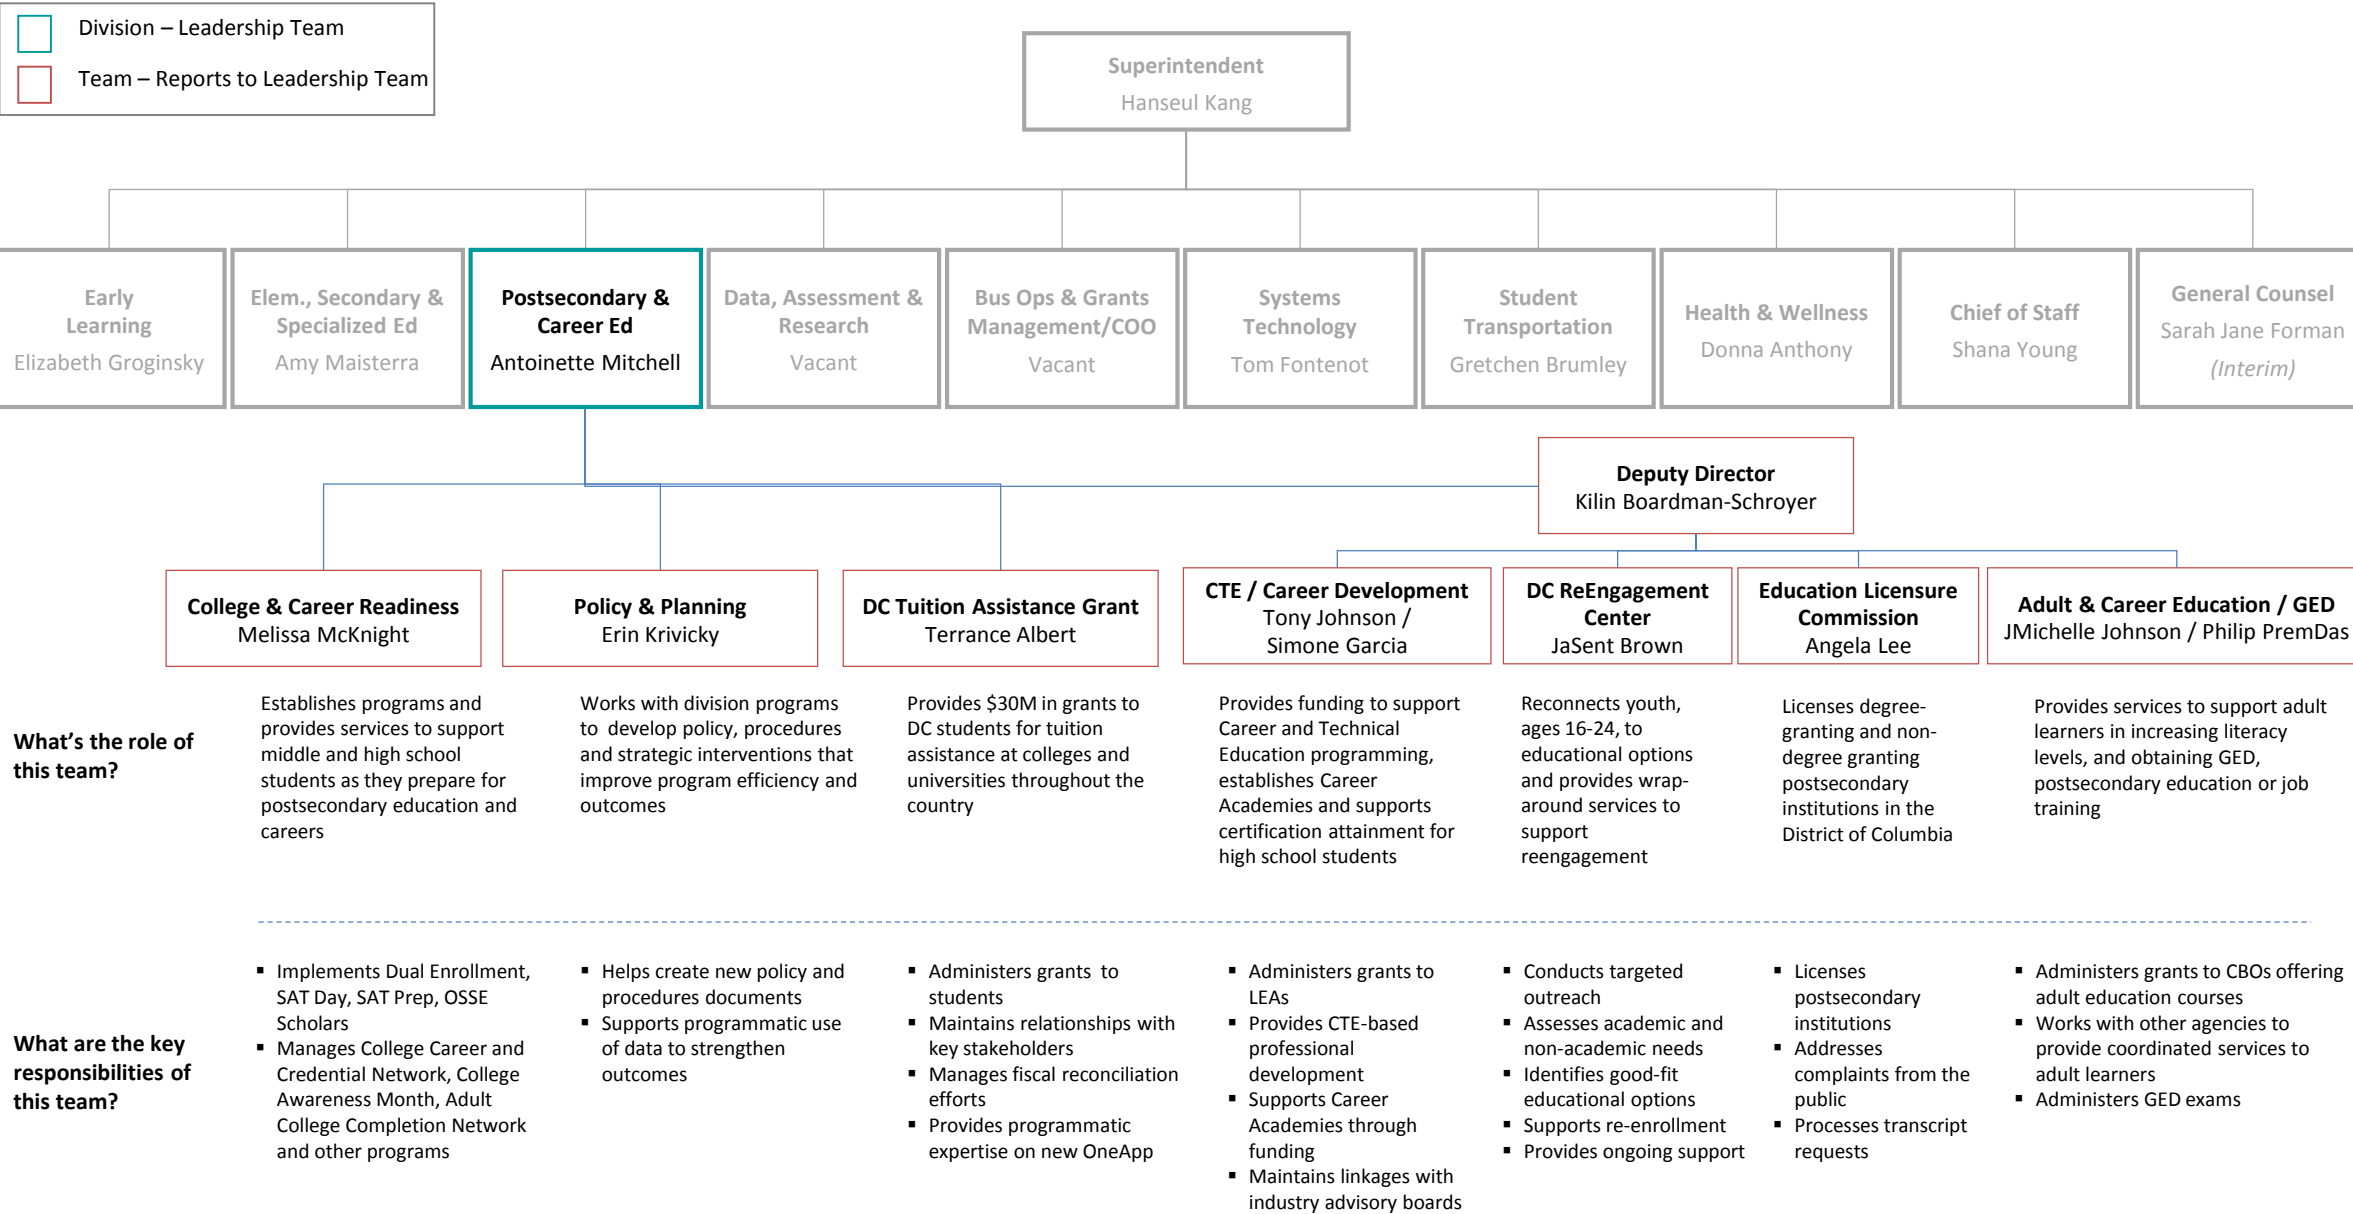 Division – Leadership Team
Team – Reports to Leadership Team
Superintendent
Hanseul Kang
Early
Learning
Elizabeth Groginsky
Elem., Secondary &
Specialized Ed
Amy Maisterra
Postsecondary &
Career Ed
Antoinette Mitchell
Data, Assessment &
Research
Vacant
Bus Ops & Grants
Management/COO
Vacant
Systems
Technology
Tom Fontenot
Student
Transportation
Gretchen Brumley
Health & Wellness
Donna Anthony
Chief of Staff
Shana Young
General Counsel
Sarah Jane Forman
(Interim)
Deputy Director
Kilin Boardman-Schroyer
College & Career Readiness
Melissa McKnight
Policy & Planning
Erin Krivicky
DC Tuition Assistance Grant
Terrance Albert
CTE / Career Development
Tony Johnson /
Simone Garcia
DC ReEngagement
Center
JaSent Brown
Education Licensure
Commission
Angela Lee
Adult & Career Education / GED
JMichelle Johnson / Philip PremDas
What's the role of
this team?
Establishes programs and
provides services to support
middle and high school
students as they prepare for
postsecondary education and
careers
Works with division programs
to develop policy, procedures
and strategic interventions that
improve program efficiency and
outcomes
Provides $30M in grants to
DC students for tuition
assistance at colleges and
universities throughout the
country
Provides funding to support
Career and Technical
Education programming,
establishes Career
Academies and supports
certification attainment for
high school students
Reconnects youth,
ages 16-24, to
educational options
and provides wrap-
around services to
support
reengagement
Licenses degree-
granting and non-
degree granting
postsecondary
institutions in the
District of Columbia
Provides services to support adult
learners in increasing literacy
levels, and obtaining GED,
postsecondary education or job
training
What are the key
responsibilities of
this team?
▪ Implements Dual Enrollment,
SAT Day, SAT Prep, OSSE
Scholars
▪ Manages College Career and
Credential Network, College
Awareness Month, Adult
College Completion Network
and other programs
▪ Helps create new policy and
procedures documents
▪ Supports programmatic use
of data to strengthen
outcomes
▪ Administers grants to
students
▪ Maintains relationships with
key stakeholders
▪ Manages fiscal reconciliation
efforts
▪ Provides programmatic
expertise on new OneApp
▪ Administers grants to
LEAs
▪ Provides CTE-based
professional
development
▪ Supports Career
Academies through
funding
▪ Maintains linkages with
industry advisory boards
▪ Conducts targeted
outreach
▪ Assesses academic and
non-academic needs
▪ Identifies good-fit
educational options
▪ Supports re-enrollment
▪ Provides ongoing support
▪ Licenses
postsecondary
institutions
▪ Addresses
complaints from the
public
▪ Processes transcript
requests
▪ Administers grants to CBOs offering
adult education courses
▪ Works with other agencies to
provide coordinated services to
adult learners
▪ Administers GED exams